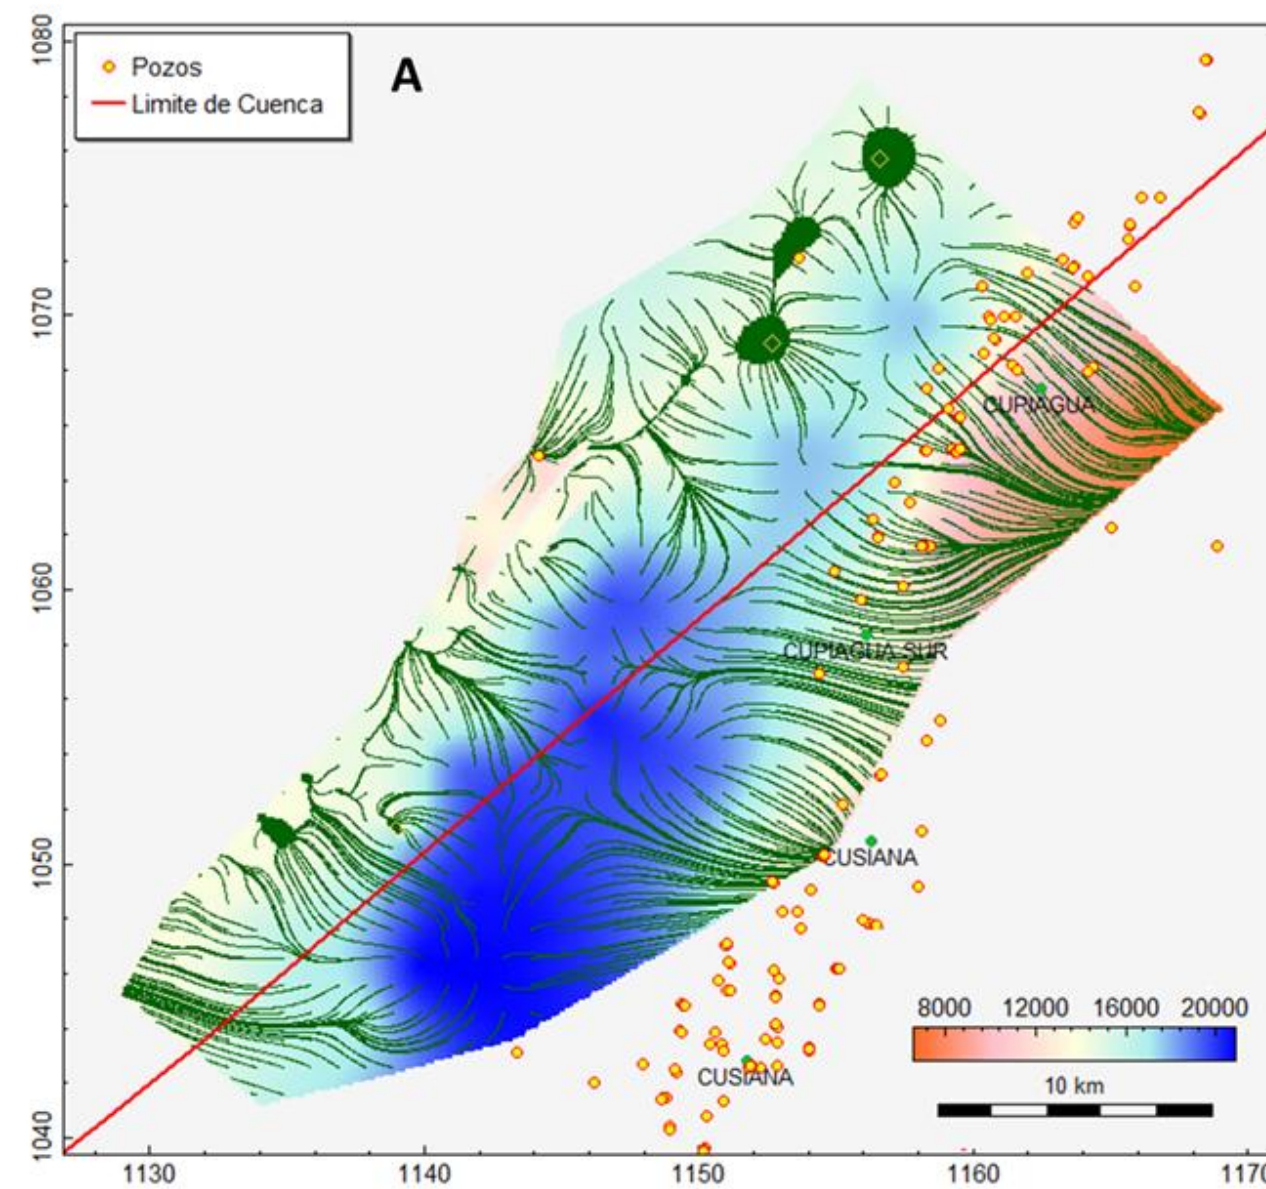 A
Pozos
Limite de Cuenca
1080
1070
1060
1050
1040
CUPIAGUA
CUPIAGUA SUR
CUSIANA
CUSIANA
8000 12000 16000 20000
10 km
1130 1140 1150 1160 1170